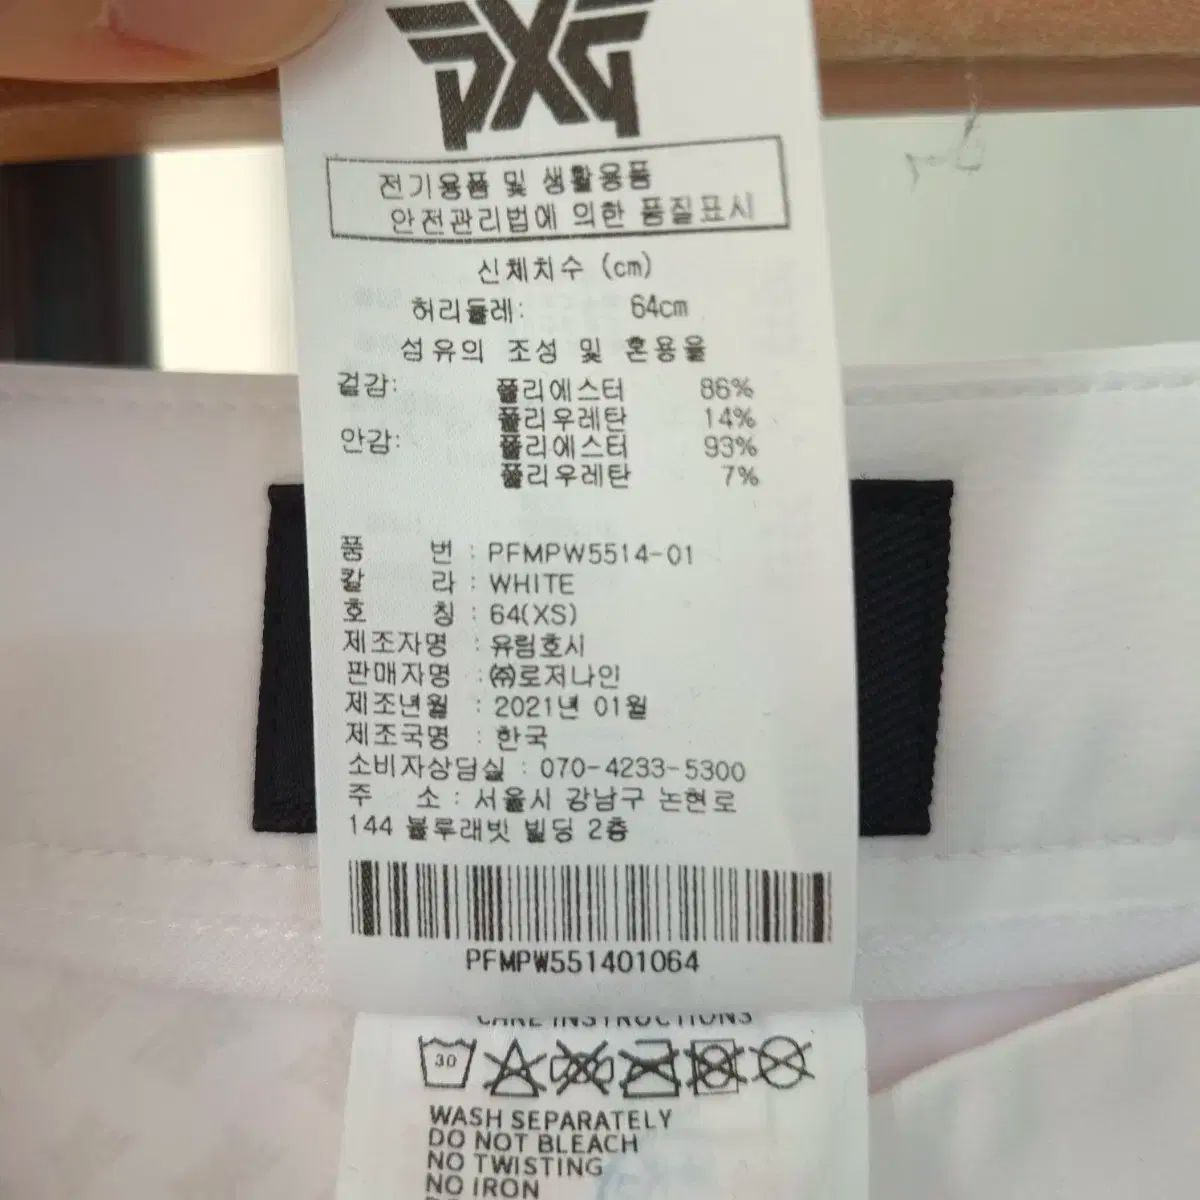 PXG
전기용품 및 생활용품
안전관리법에 의한 품질표시
신체치수 (cm)
허리둘레: 64cm
섬유의 조성 및 혼용율
겉감: 폴리에스터 86%
폴리우레탄 14%
안감: 폴리에스터 93%
폴리우레탄 7%
품 번 : PFMPW5514-01
칼 라 : WHITE
호 칭 : 64(XS)
제조자명 : 유림호시
판매자명 : ㈜로저나인
제조년월 : 2021년 01월
제조국명 : 한국
소비자상담실 : 070-4233-5300
주 소 : 서울시 강남구 논현로
144 블루래빗 빌딩 2층
PFMPW551401064
CARE INSTRUCTIONS
30
WASH SEPARATELY
DO NOT BLEACH
NO TWISTING
NO IRON